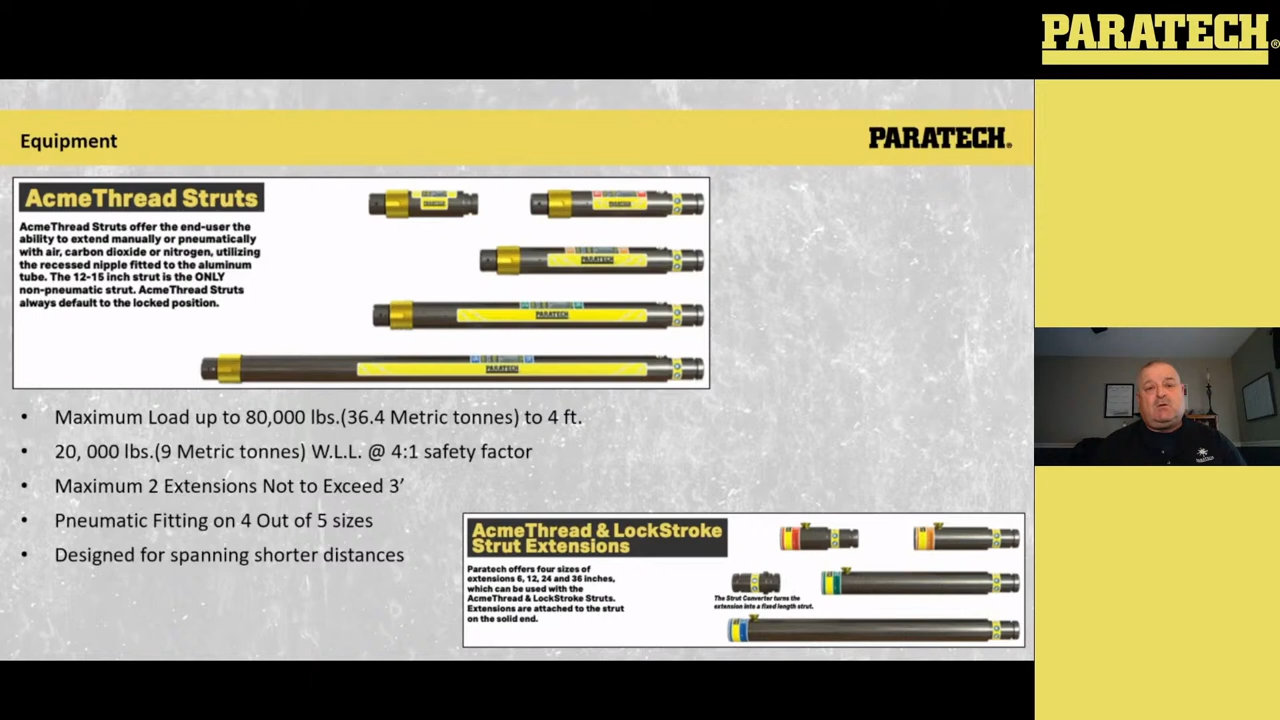 PARATECH®
Equipment
PARATECH®
AcmeThread Struts
AcmeThread Struts offer the end-user the
ability to extend manually or pneumatically
with air, carbon dioxide or nitrogen, utilizing
the recessed nipple fitted to the aluminum
tube. The 12-15 inch strut is the ONLY
non-pneumatic strut. AcmeThread Struts
always default to the locked position.
PARATECH
PARATECH
PARATECH
PARATECH
PARATECH
• Maximum Load up to 80,000 lbs.(36.4 Metric tonnes) to 4 ft.
• 20, 000 lbs.(9 Metric tonnes) W.L.L. @ 4:1 safety factor
• Maximum 2 Extensions Not to Exceed 3’
• Pneumatic Fitting on 4 Out of 5 sizes
• Designed for spanning shorter distances
AcmeThread & LockStroke
Strut Extensions
Paratech offers four sizes of
extensions 6, 12, 24 and 36 inches,
which can be used with the
AcmeThread & LockStroke Struts.
Extensions are attached to the strut
on the solid end.
The Strut Converter turns the
extension into a fixed length strut.